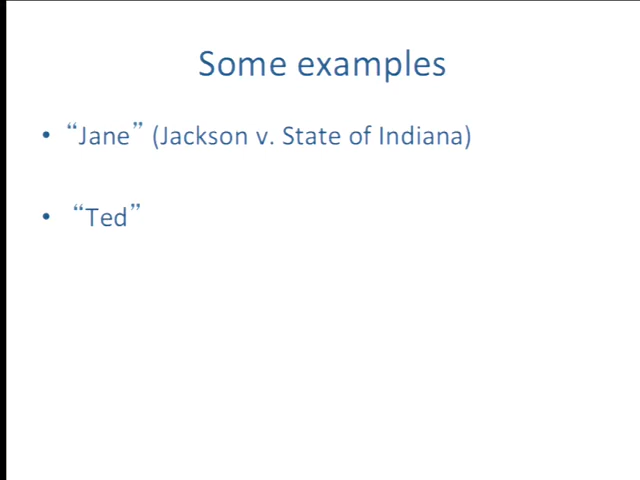 Some examples
• “Jane” (Jackson v. State of Indiana)
• “Ted”